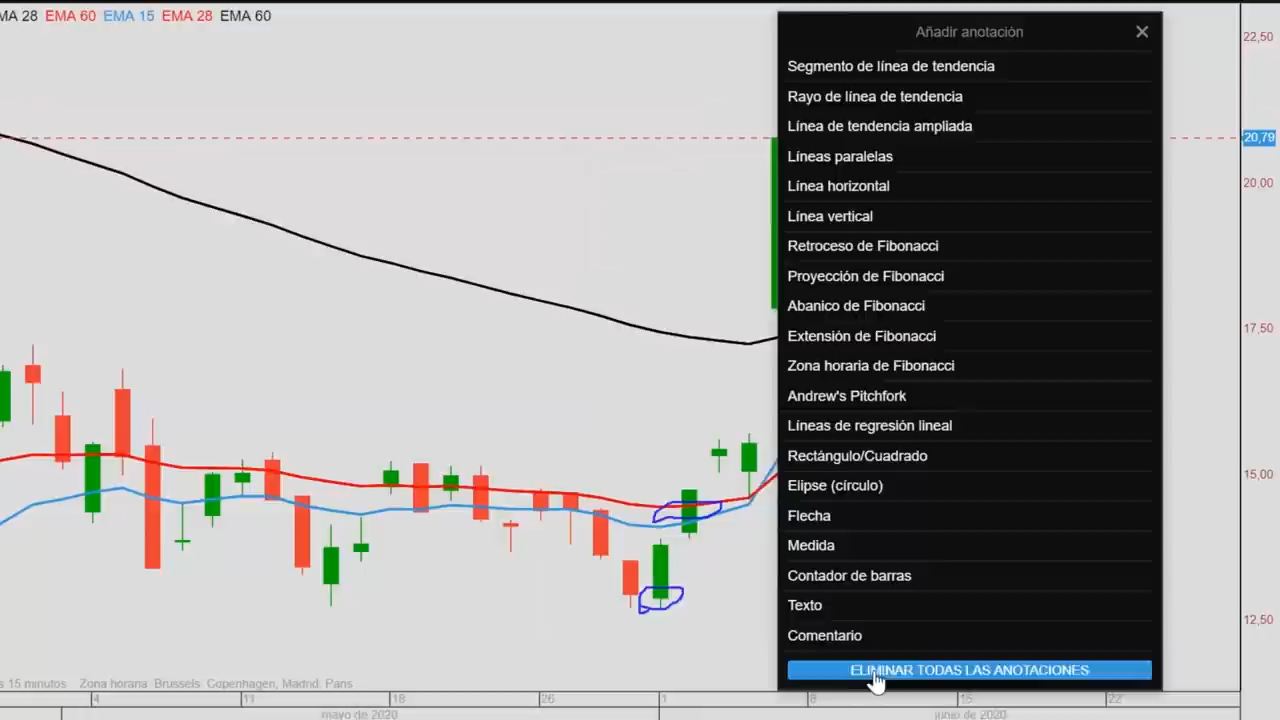 MA 28 EMA 60 EMA 15 EMA 28 EMA 60
Añadir anotación
Segmento de línea de tendencia
Rayo de línea de tendencia
Línea de tendencia ampliada
Líneas paralelas
Línea horizontal
Línea vertical
Retroceso de Fibonacci
Proyección de Fibonacci
Abanico de Fibonacci
Extensión de Fibonacci
Zona horaria de Fibonacci
Andrew's Pitchfork
Líneas de regresión lineal
Rectángulo/Cuadrado
Elipse (círculo)
Flecha
Medida
Contador de barras
Texto
Comentario
ELIMINAR TODAS LAS ANOTACIONES
22,50
20,79
20,00
17,50
15,00
12,50
s 15 minutos Zona horaria Brussels, Copenhagen, Madrid, Paris
4 11 18 26 1 8 15 22
mayo de 2020 junio de 2020